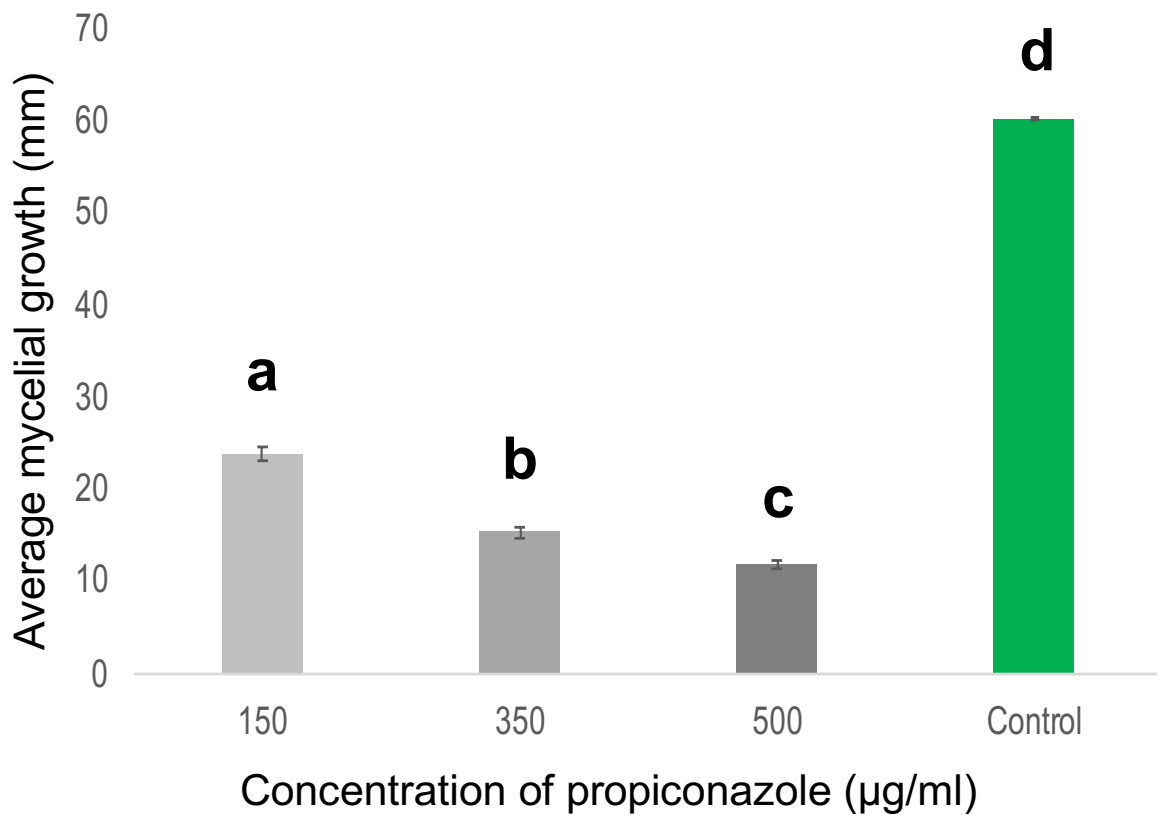 Average mycelial growth (mm)
70
60
50
40
30
20
10
0
a
b
c
d
150
350
500
Control
Concentration of propiconazole (µg/ml)